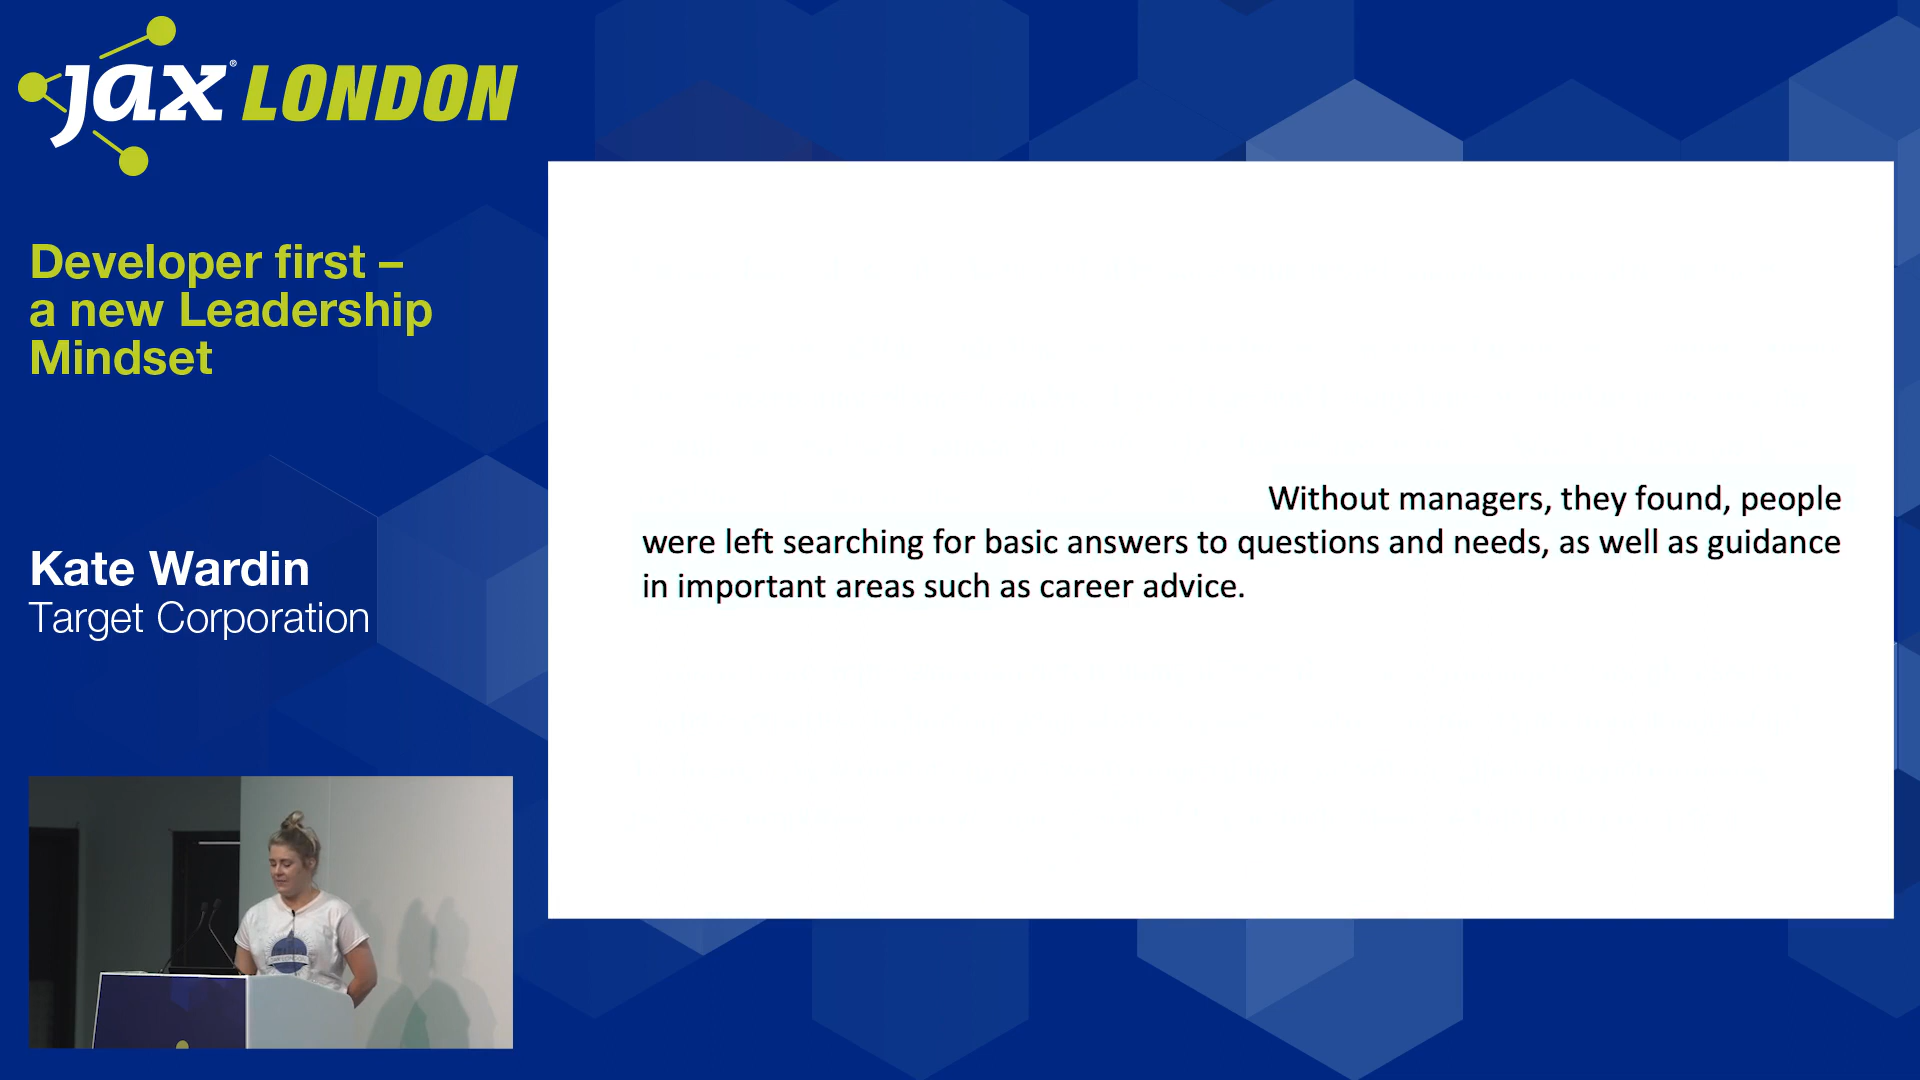 jax® LONDON
Developer first –
a new Leadership
Mindset
Kate Wardin
Target Corporation
Without managers, they found, people
were left searching for basic answers to questions and needs, as well as guidance
in important areas such as career advice.